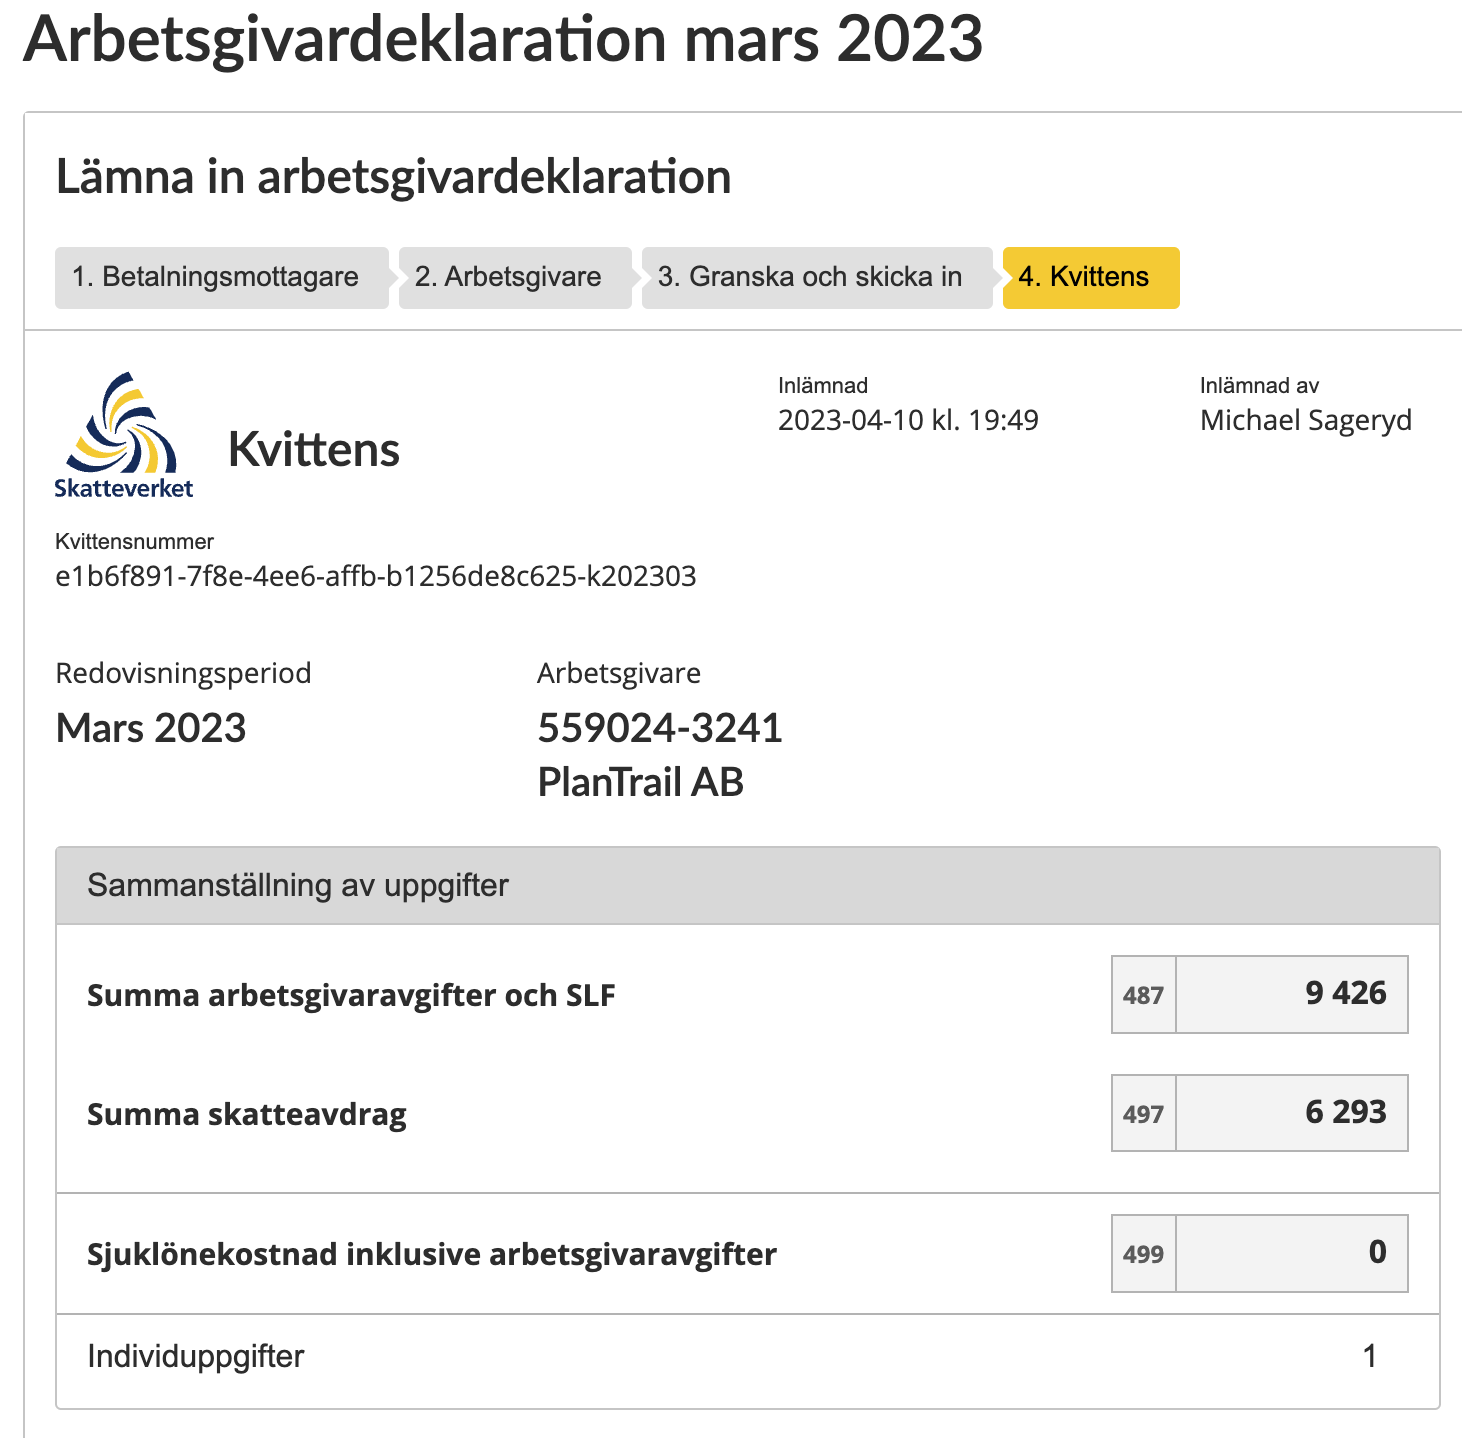 Arbetsgivardeklaration mars 2023
Lämna in arbetsgivardeklaration
1. Betalningsmottagare
2. Arbetsgivare
3. Granska och skicka in
4. Kvittens
Skatteverket
Kvittens
Inlämnad
2023-04-10 kl. 19:49
Inlämnad av
Michael Sageryd
Kvittensnummer
e1b6f891-7f8e-4ee6-affb-b1256de8c625-k202303
Redovisningsperiod
Mars 2023
Arbetsgivare
559024-3241
PlanTrail AB
Sammanställning av uppgifter
Summa arbetsgivaravgifter och SLF 487 9 426
Summa skatteavdrag 497 6 293
Sjuklönekostnad inklusive arbetsgivaravgifter 499 0
Individuppgifter 1